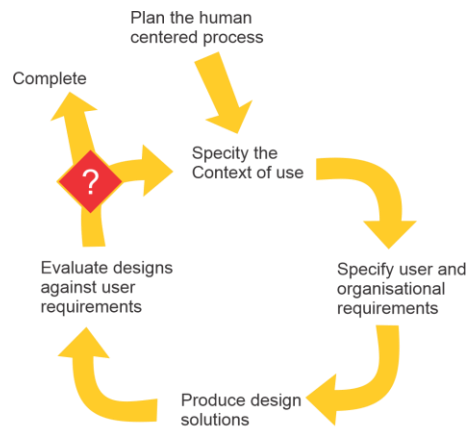 Plan the human
centered process
Complete
Specity the
Context of use
?
Evaluate designs
against user
requirements
Specify user and
organisational
requirements
Produce design
solutions